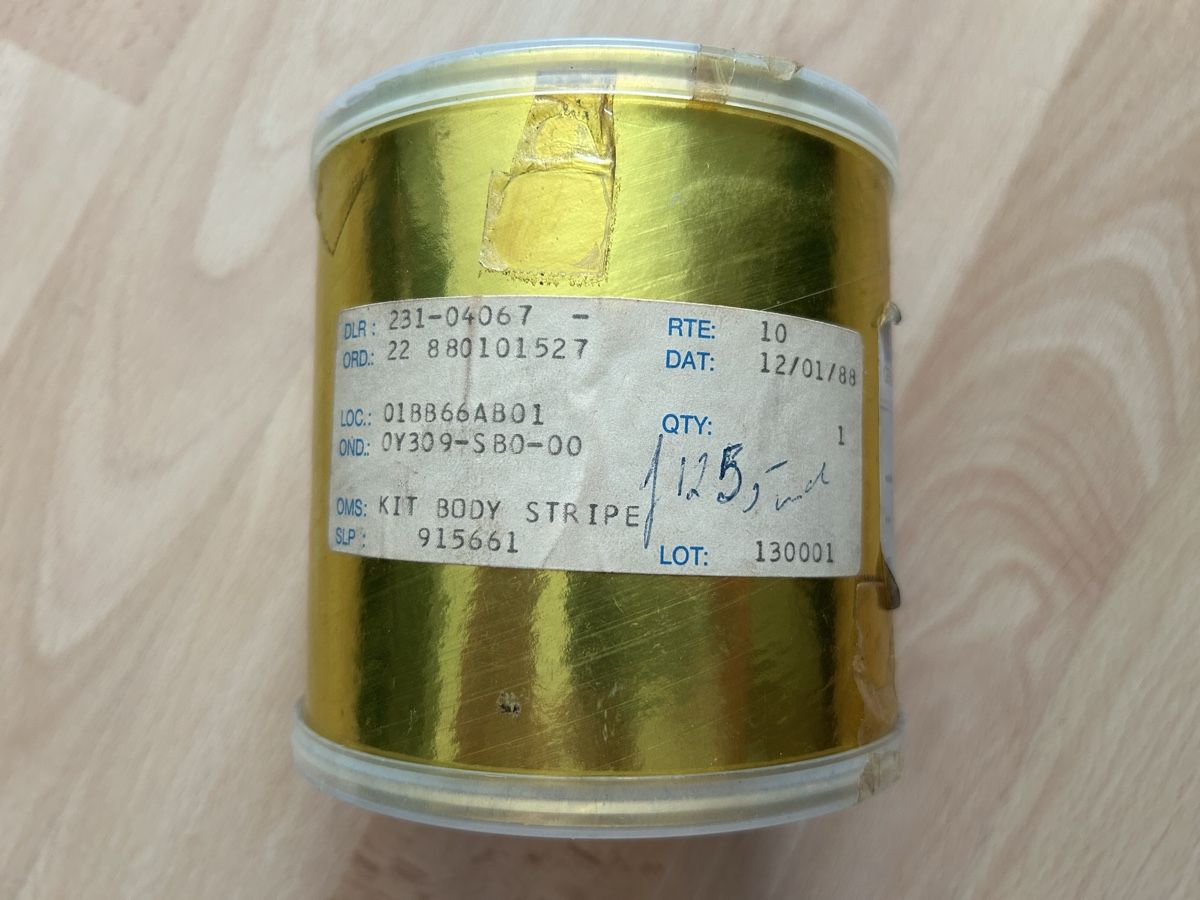 DLR: 231-04067 -
ORD.: 22 880101527
RTE: 10
DAT: 12/01/88
LOC.: 01BB66AB01
OND.: 0Y309-SB0-00
QTY: 1
125,-
OMS: KIT BODY STRIPE
SLP: 915661
LOT: 130001